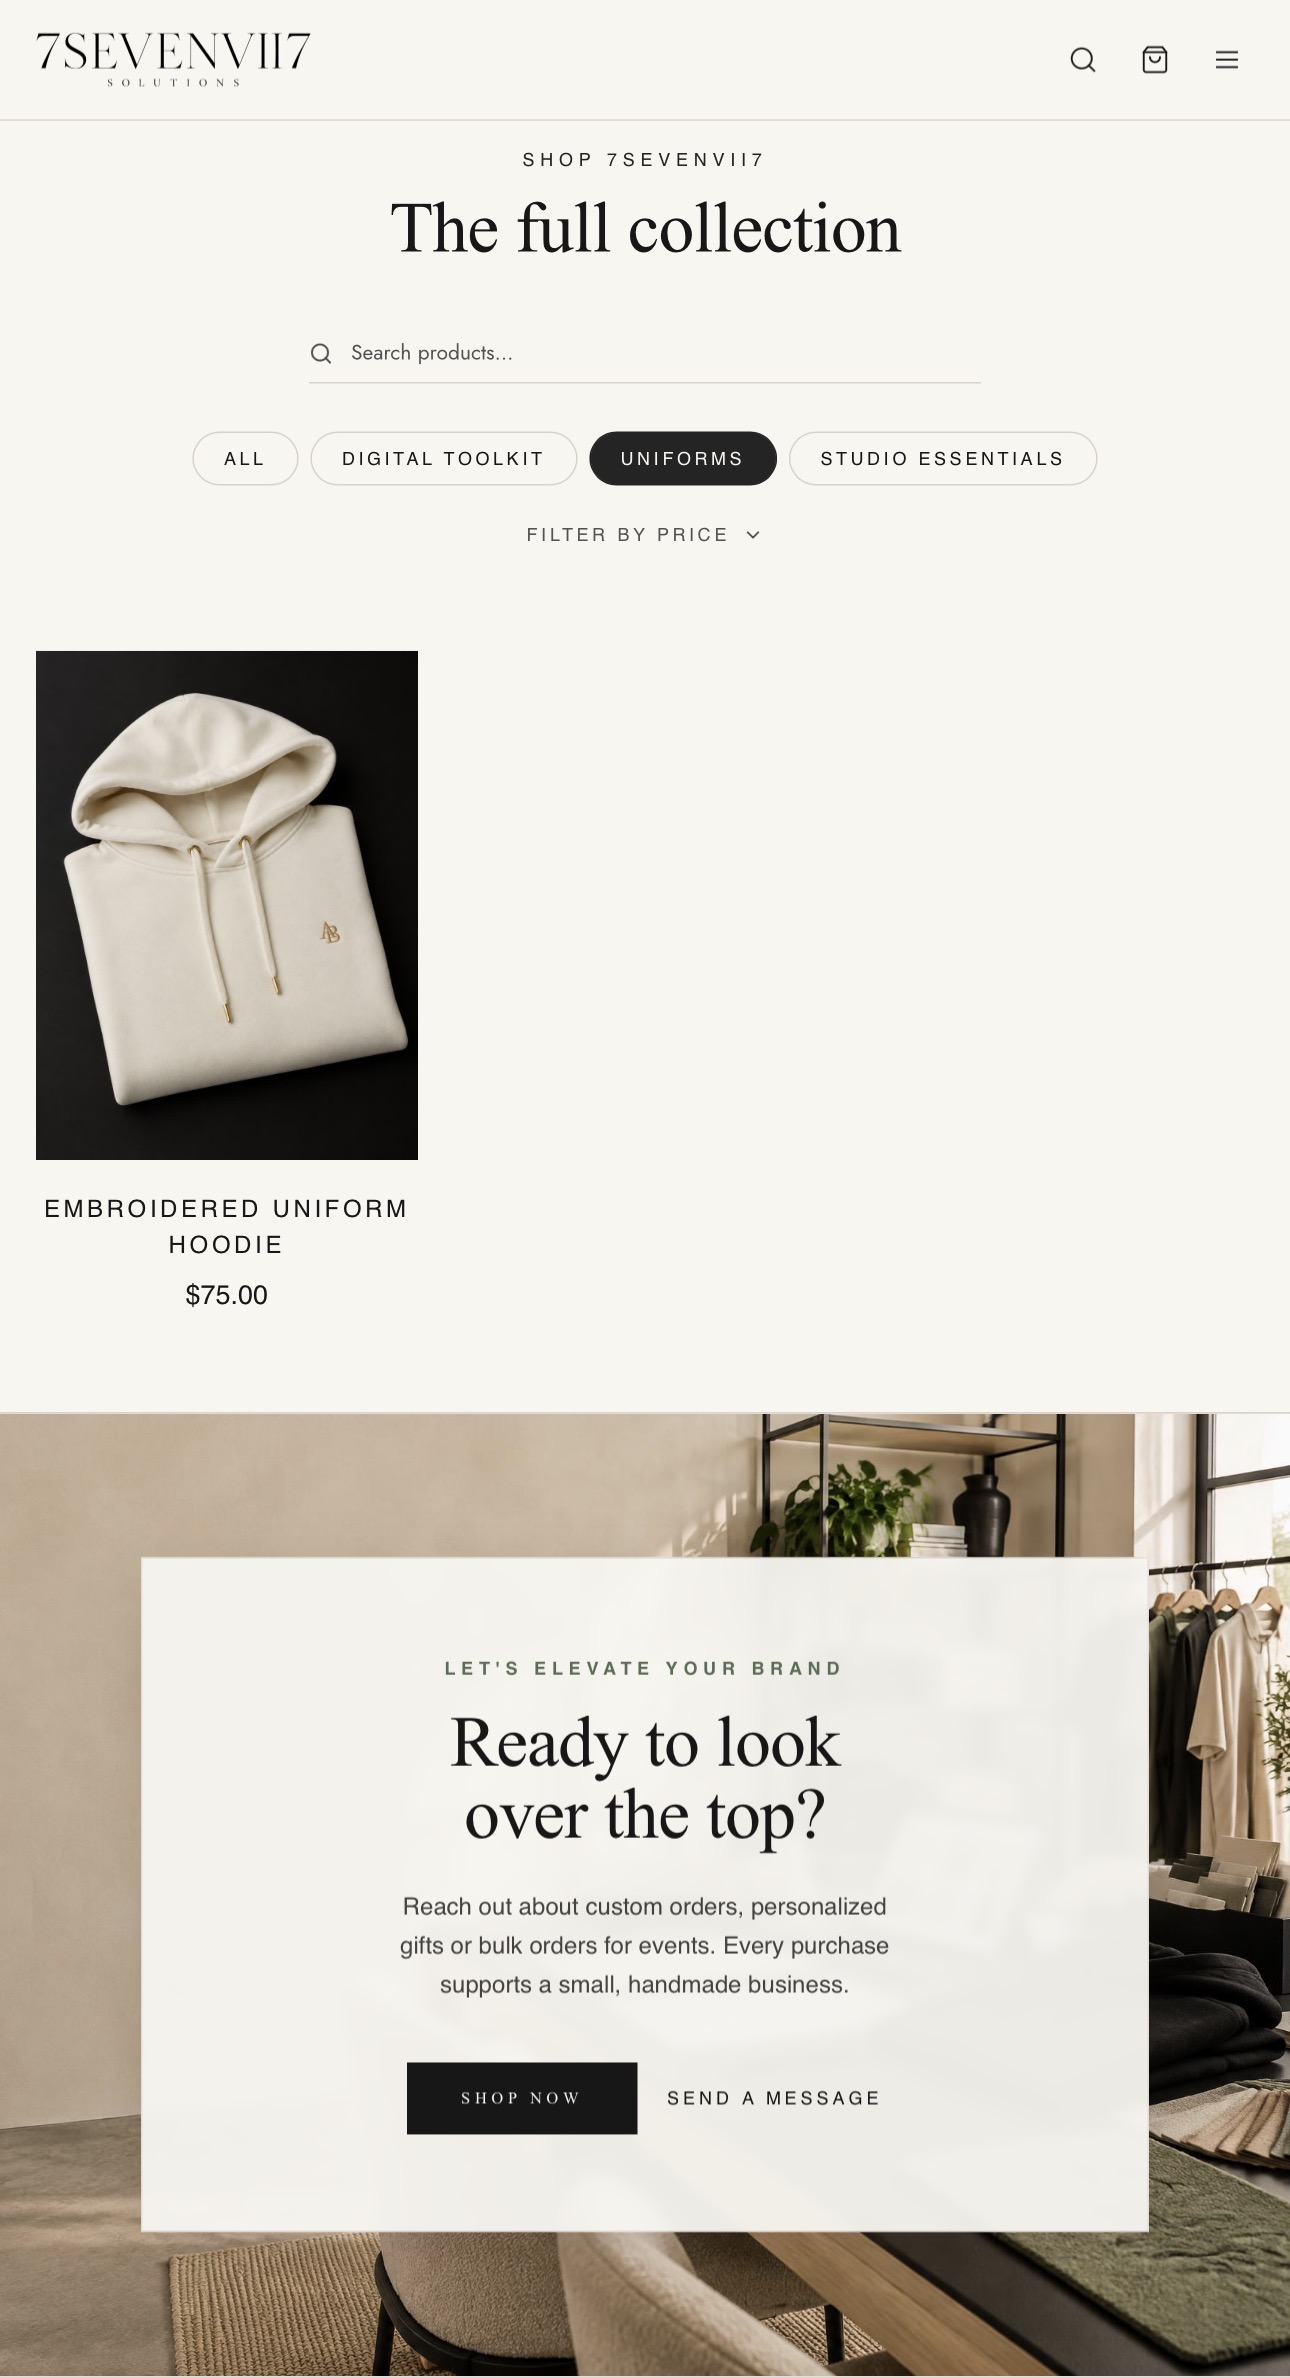 7SEVENVII7
SOLUTIONS
SHOP 7SEVENVII7
The full collection
Search products...
ALL
DIGITAL TOOLKIT
UNIFORMS
STUDIO ESSENTIALS
FILTER BY PRICE
AB
EMBROIDERED UNIFORM
HOODIE
$75.00
LET'S ELEVATE YOUR BRAND
Ready to look
over the top?
Reach out about custom orders, personalized
gifts or bulk orders for events. Every purchase
supports a small, handmade business.
SHOP NOW
SEND A MESSAGE